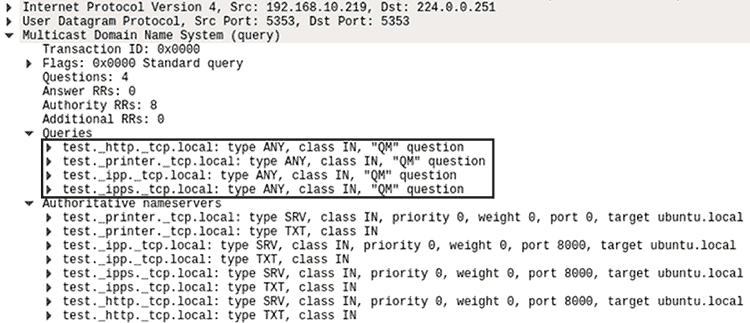 Internet Protocol Version 4, Src: 192.168.10.219, Dst: 224.0.0.251
User Datagram Protocol, Src Port: 5353, Dst Port: 5353
Multicast Domain Name System (query)
Transaction ID: 0x0000
Flags: 0x0000 Standard query
Questions: 4
Answer RRs: 0
Authority RRs: 8
Additional RRs: 0
Queries
test._http._tcp.local: type ANY, class IN, "QM" question
test._printer._tcp.local: type ANY, class IN, "QM" question
test._ipp._tcp.local: type ANY, class IN, "QM" question
test._ipps._tcp.local: type ANY, class IN, "QM" question
Authoritative nameservers
test._printer._tcp.local: type SRV, class IN, priority 0, weight 0, port 0, target ubuntu.local
test._printer._tcp.local: type TXT, class IN
test._ipp._tcp.local: type SRV, class IN, priority 0, weight 0, port 8000, target ubuntu.local
test._ipp._tcp.local: type TXT, class IN
test._ipps._tcp.local: type SRV, class IN, priority 0, weight 0, port 8000, target ubuntu.local
test._ipps._tcp.local: type TXT, class IN
test._http._tcp.local: type SRV, class IN, priority 0, weight 0, port 8000, target ubuntu.local
test._http._tcp.local: type TXT, class IN